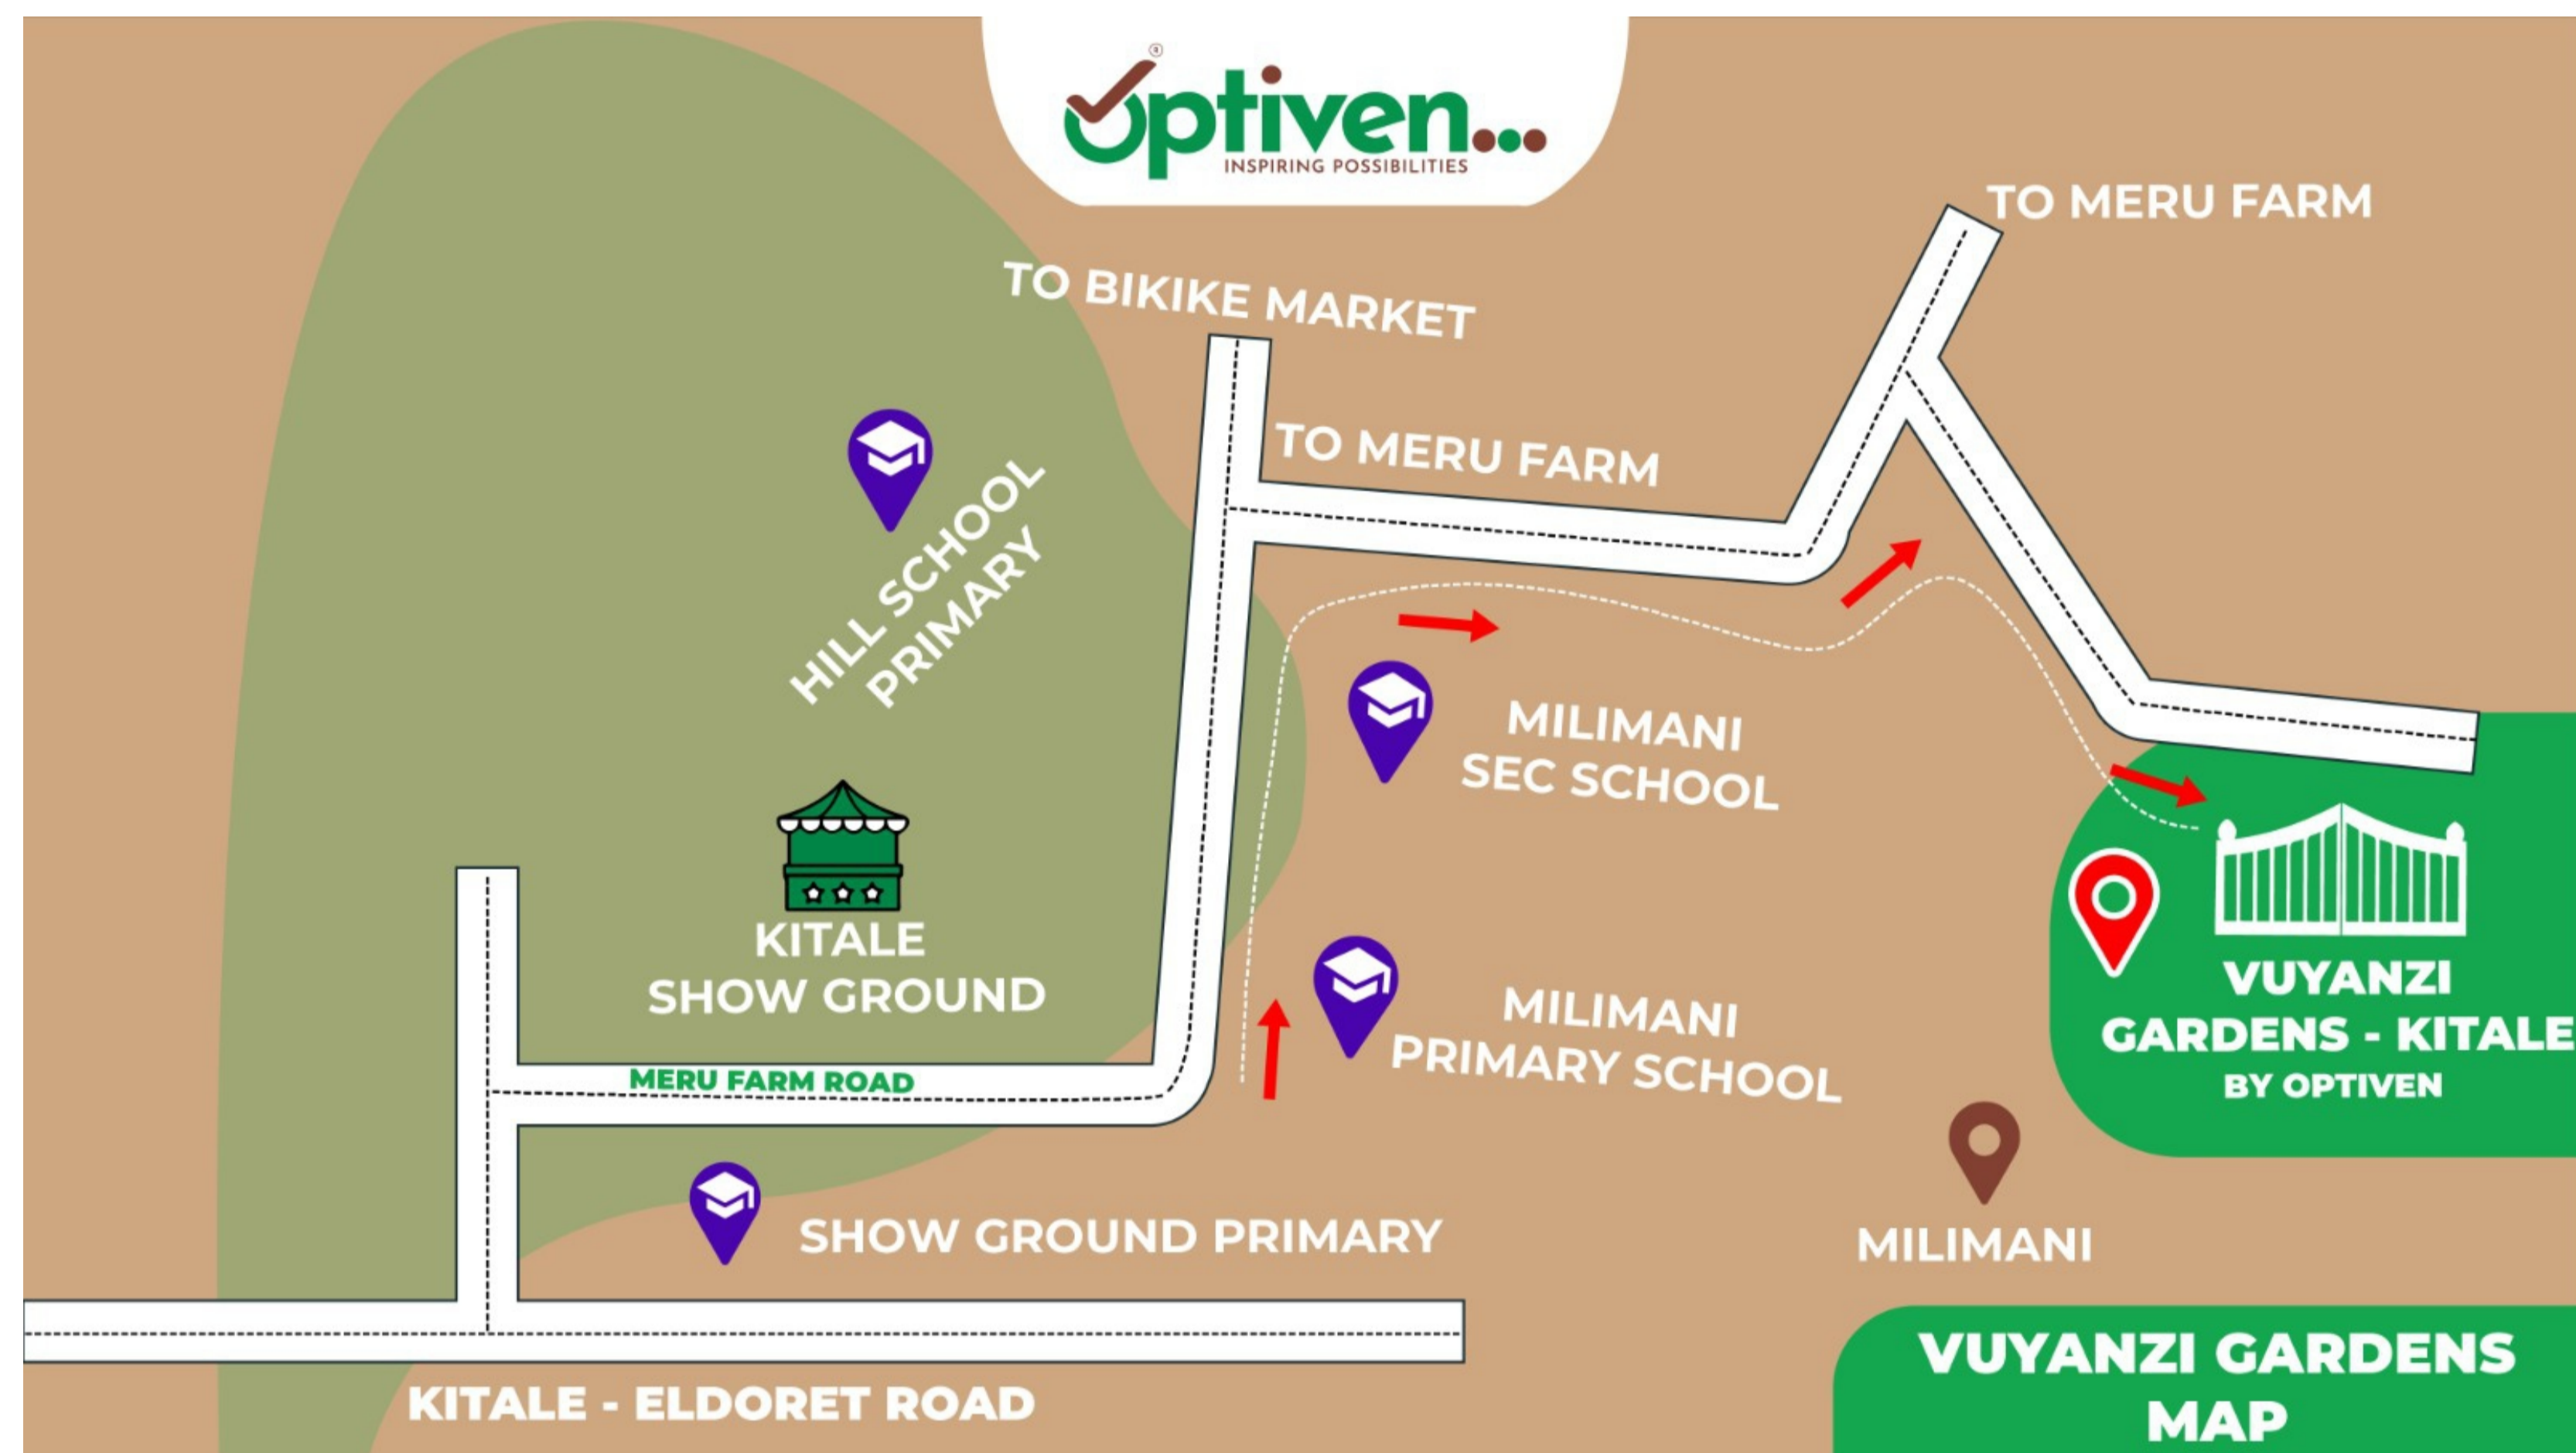 optiven...
®
INSPIRING POSSIBILITIES
TO MERU FARM
TO BIKIKE MARKET
TO MERU FARM
HILL SCHOOL
PRIMARY
MILIMANI
SEC SCHOOL
KITALE
SHOW GROUND
VUYANZI
GARDENS - KITALE
BY OPTIVEN
MILIMANI
PRIMARY SCHOOL
MERU FARM ROAD
SHOW GROUND PRIMARY
MILIMANI
KITALE - ELDORET ROAD
VUYANZI GARDENS
MAP